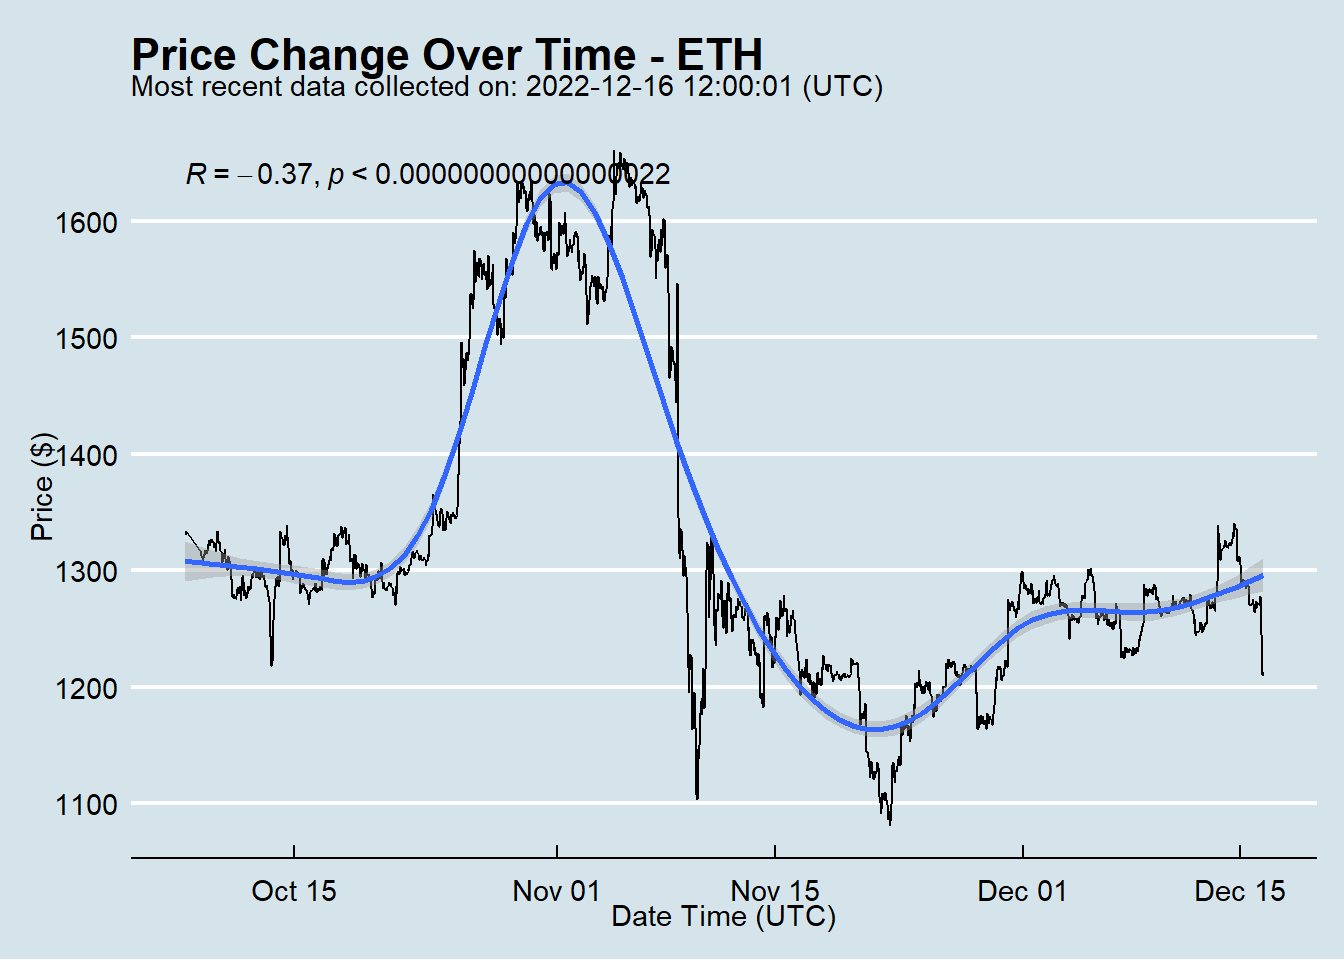 Price Change Over Time - ETH
Most recent data collected on: 2022-12-16 12:00:01 (UTC)
R = −0.37, p < 0.00000000000000022
1600
1500
1400
1300
1200
1100
Price ($)
Oct 15 Nov 01 Nov 15 Dec 01 Dec 15
Date Time (UTC)